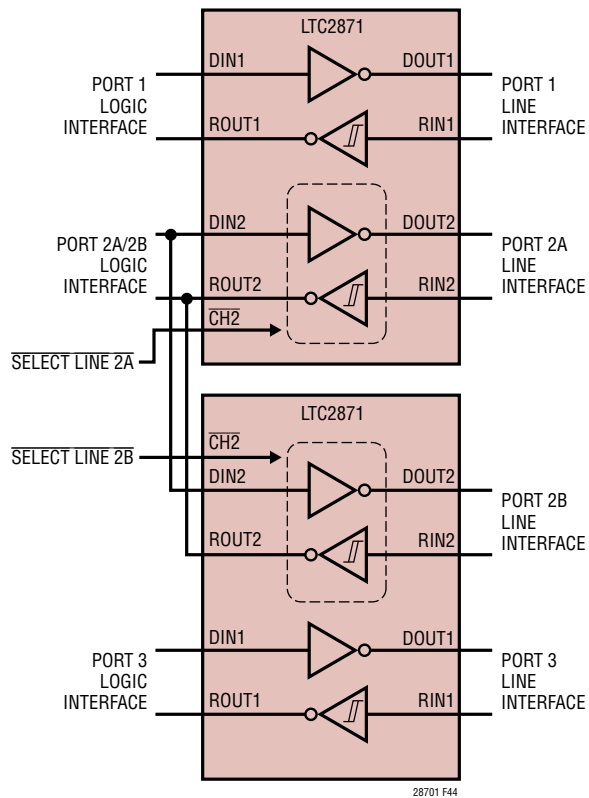 LTC2871
DIN1
DOUT1
PORT 1
LOGIC
INTERFACE
PORT 1
LINE
INTERFACE
ROUT1
RIN1
DIN2
DOUT2
PORT 2A/2B
LOGIC
INTERFACE
PORT 2A
LINE
INTERFACE
ROUT2
RIN2
CH2
SELECT LINE 2A
LTC2871
CH2
SELECT LINE 2B
DIN2
DOUT2
PORT 2B
LINE
INTERFACE
ROUT2
RIN2
DIN1
DOUT1
PORT 3
LOGIC
INTERFACE
PORT 3
LINE
INTERFACE
ROUT1
RIN1
28701 F44